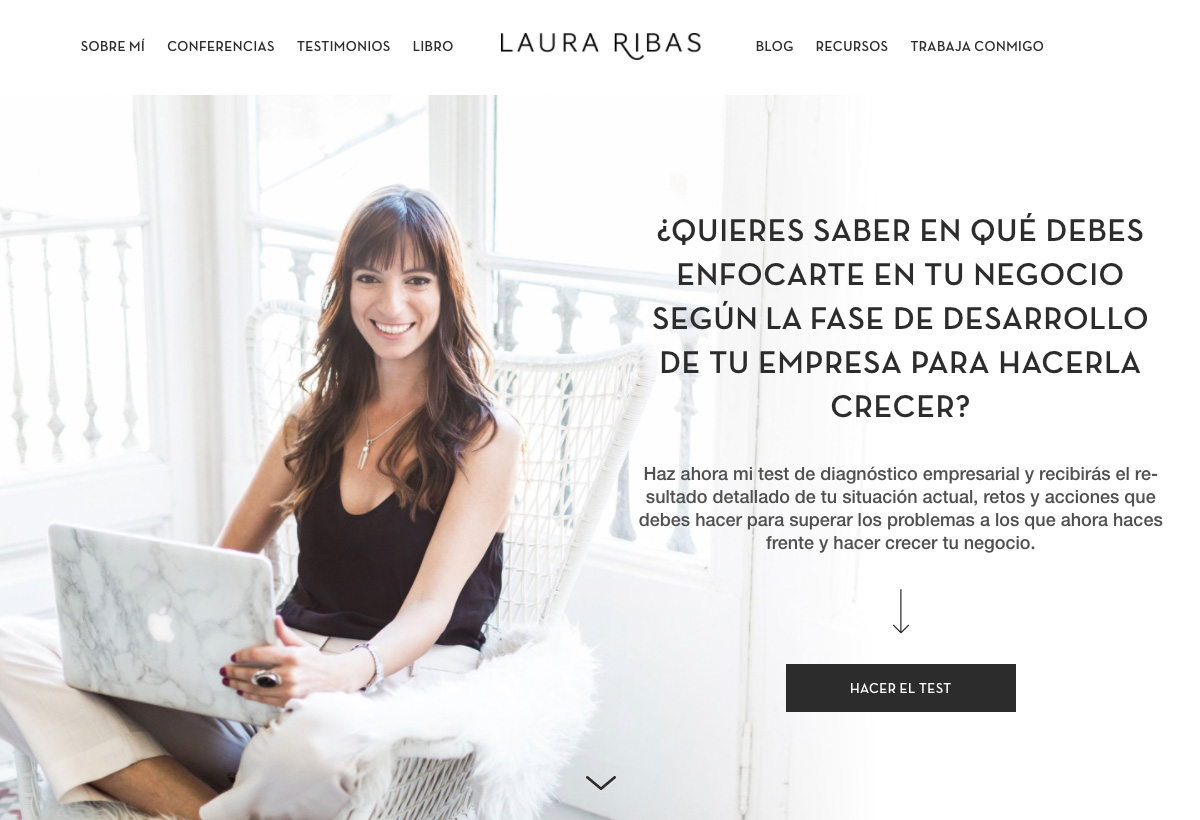 SOBRE MÍ CONFERENCIAS TESTIMONIOS LIBRO LAURA RIBAS BLOG RECURSOS TRABAJA CONMIGO
¿QUIERES SABER EN QUÉ DEBES
ENFOCARTE EN TU NEGOCIO
SEGÚN LA FASE DE DESARROLLO
DE TU EMPRESA PARA HACERLA
CRECER?
Haz ahora mi test de diagnóstico empresarial y recibirás el re-
sultado detallado de tu situación actual, retos y acciones que
debes hacer para superar los problemas a los que ahora haces
frente y hacer crecer tu negocio.
HACER EL TEST